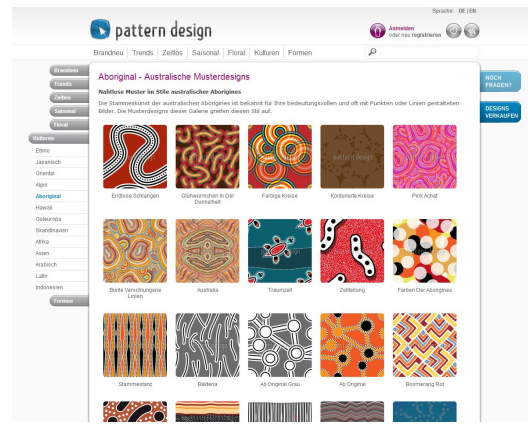 Sprache: DE | EN
pattern design
Anmelden
oder neu registrieren
Brandneu | Trends | Zeitlos | Saisonal | Floral | Kulturen | Formen
Brandneu
Trends
Zeitlos
Saisonal
Floral
Kulturen
Ethno
Japanisch
Oriental
Alpin
Aboriginal
Hawaii
Osteuropa
Skandinavien
Afrika
Asien
Arabisch
Latin
Indonesien
Formen
Aboriginal - Australische Musterdesigns
Nahtlose Muster im Stile australischer Aborigines
Die Stammeskunst der australischen Aborigines ist bekannt für ihre bedeutungsvollen und oft mit Punkten oder Linien gestalteten
Bilder. Die Musterdesigns dieser Galerie greifen diesen Stil auf.
pattern design
Endlose Schlangen
Glühwürmchen In Der
Dunkelheit
Farbige Kreise
Konturierte Kreise
Pink Achat
Bunte Verschlungene
Linien
Australia
Traumzeit
Zellteilung
Farben Der Aborigines
Stammestanz
Bakteria
Ab Original Grau
Ab Original
Boomerang Rot
NOCH
FRAGEN?
DESIGNS
VERKAUFEN